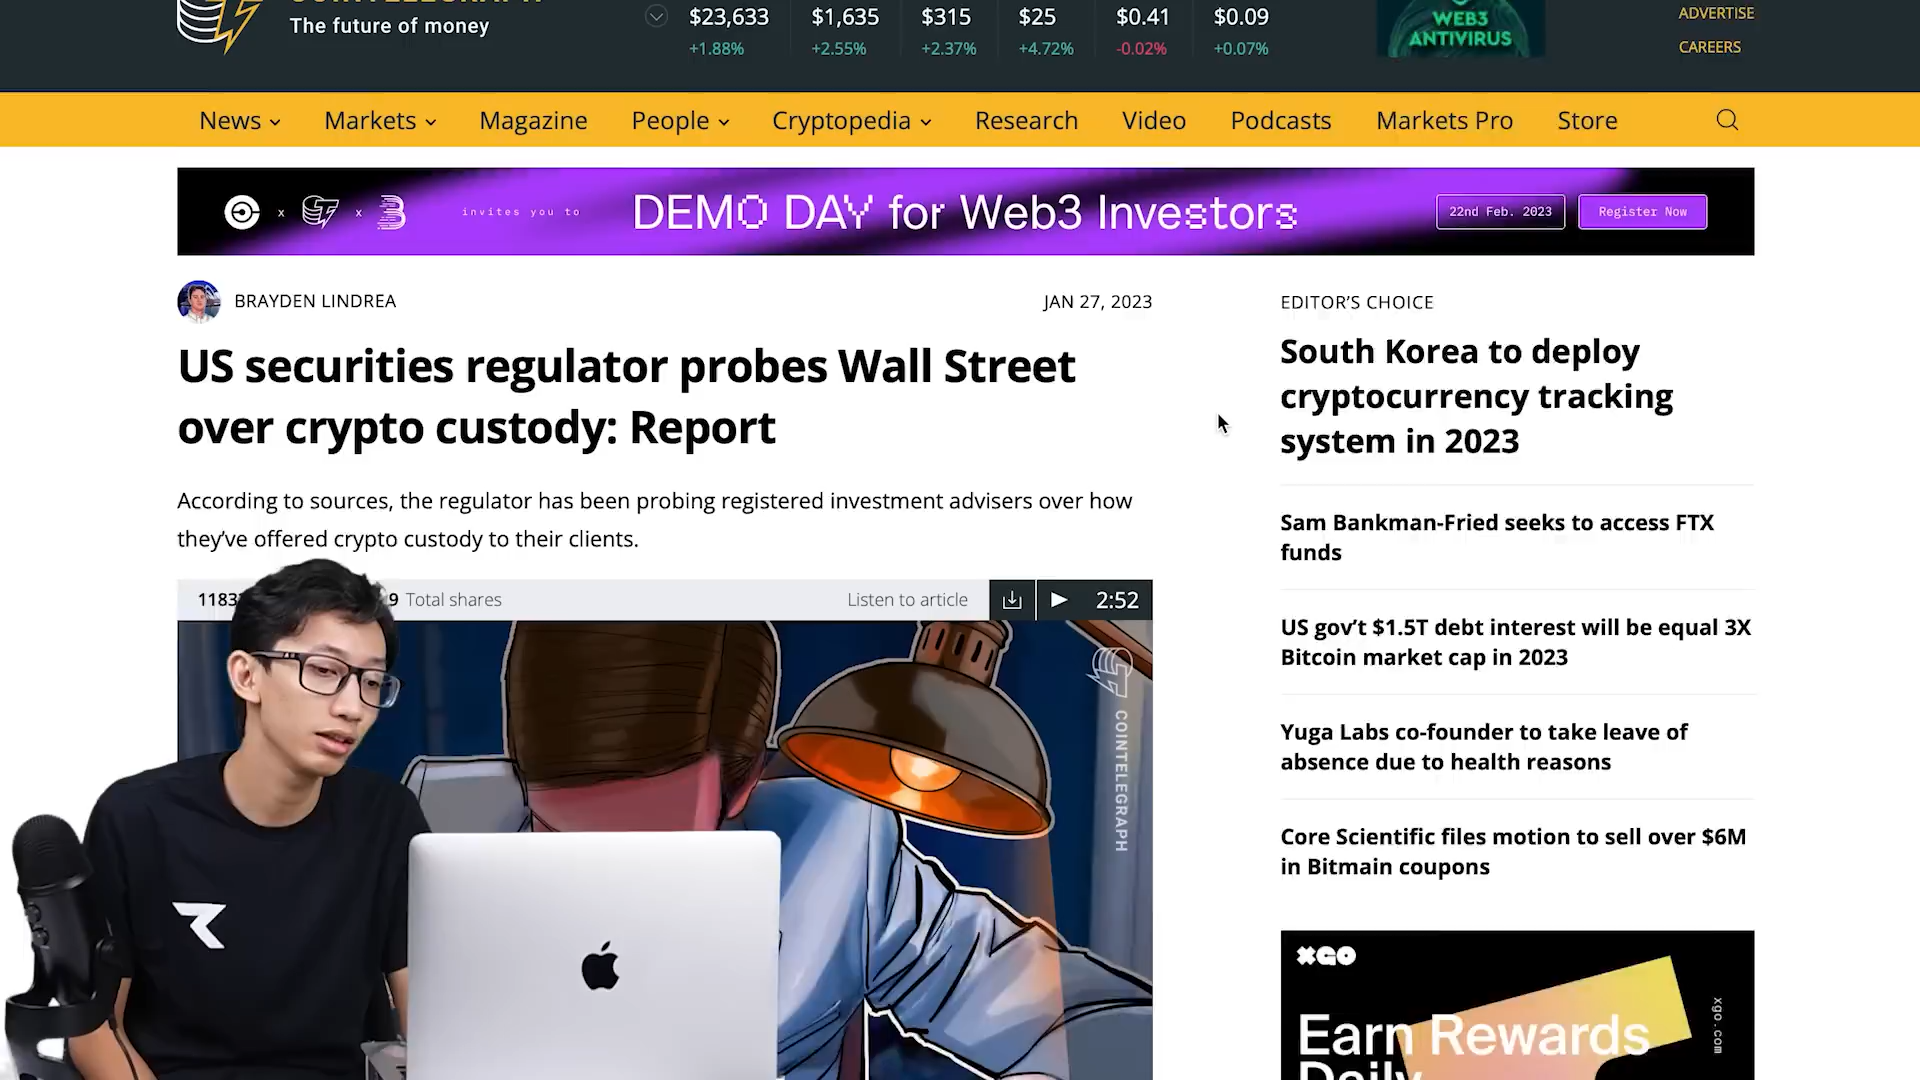 The future of money
$23,633 $1,635 $315 $25 $0.41 $0.09
+1.88% +2.55% +2.37% +4.72% -0.02% +0.07%
WEB3
ANTIVIRUS
ADVERTISE
CAREERS
News Markets Magazine People Cryptopedia Research Video Podcasts Markets Pro Store
x x invites you to DEMO DAY for Web3 Investors 22nd Feb. 2023 Register Now
BRAYDEN LINDREA JAN 27, 2023
US securities regulator probes Wall Street
over crypto custody: Report
According to sources, the regulator has been probing registered investment advisers over how
they've offered crypto custody to their clients.
Total shares Listen to article 2:52
COINTELEGRAPH
EDITOR'S CHOICE
South Korea to deploy
cryptocurrency tracking
system in 2023
Sam Bankman-Fried seeks to access FTX
funds
US gov't $1.5T debt interest will be equal 3X
Bitcoin market cap in 2023
Yuga Labs co-founder to take leave of
absence due to health reasons
Core Scientific files motion to sell over $6M
in Bitmain coupons
XGO
Earn Rewards
Daily
xgo.com